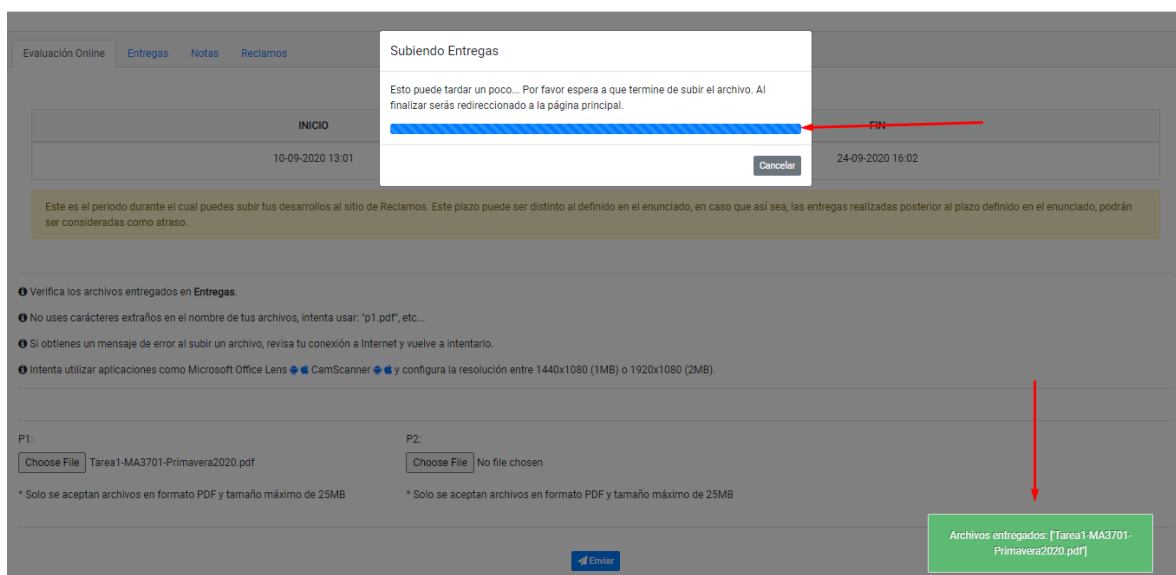 Evaluación Online Entregas Notas Reclamos
Subiendo Entregas
Esto puede tardar un poco... Por favor espera a que termine de subir el archivo. Al
finalizar serás redireccionado a la página principal.
Cancelar
INICIO FIN
10-09-2020 13:01 24-09-2020 16:02
Este es el periodo durante el cual puedes subir tus desarrollos al sitio de Reclamos. Este plazo puede ser distinto al definido en el enunciado, en caso que así sea, las entregas realizadas posterior al plazo definido en el enunciado, podrán
ser consideradas como atraso.
Verifica los archivos entregados en Entregas.
No uses carácteres extraños en el nombre de tus archivos, intenta usar: "p1.pdf", etc...
Si obtienes un mensaje de error al subir un archivo, revisa tu conexión a Internet y vuelve a intentarlo.
Intenta utilizar aplicaciones como Microsoft Office Lens CamScanner y configura la resolución entre 1440x1080 (1MB) o 1920x1080 (2MB).
P1: P2:
Choose File Tarea1-MA3701-Primavera2020.pdf Choose File No file chosen
* Solo se aceptan archivos en formato PDF y tamaño máximo de 25MB * Solo se aceptan archivos en formato PDF y tamaño máximo de 25MB
Archivos entregados: [Tarea1-MA3701-
Primavera2020.pdf]
Enviar